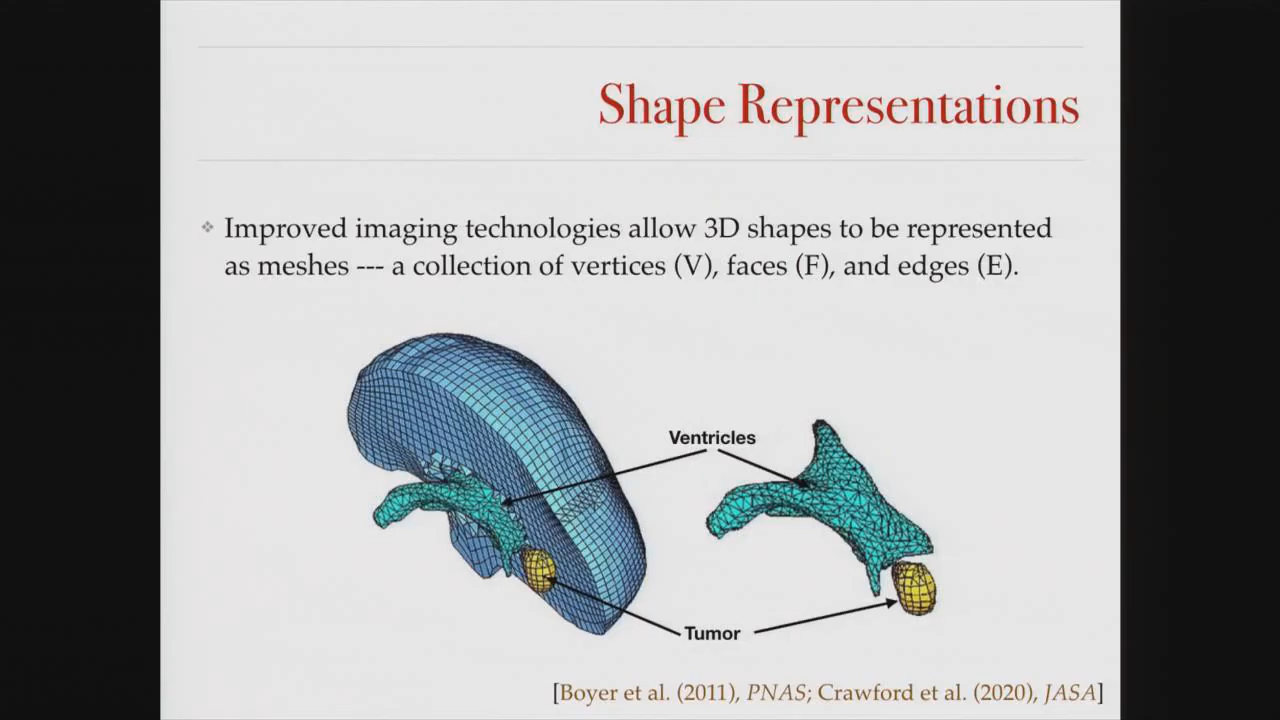 Shape Representations
❖ Improved imaging technologies allow 3D shapes to be represented
as meshes --- a collection of vertices (V), faces (F), and edges (E).
Ventricles
Tumor
[Boyer et al. (2011), PNAS; Crawford et al. (2020), JASA]